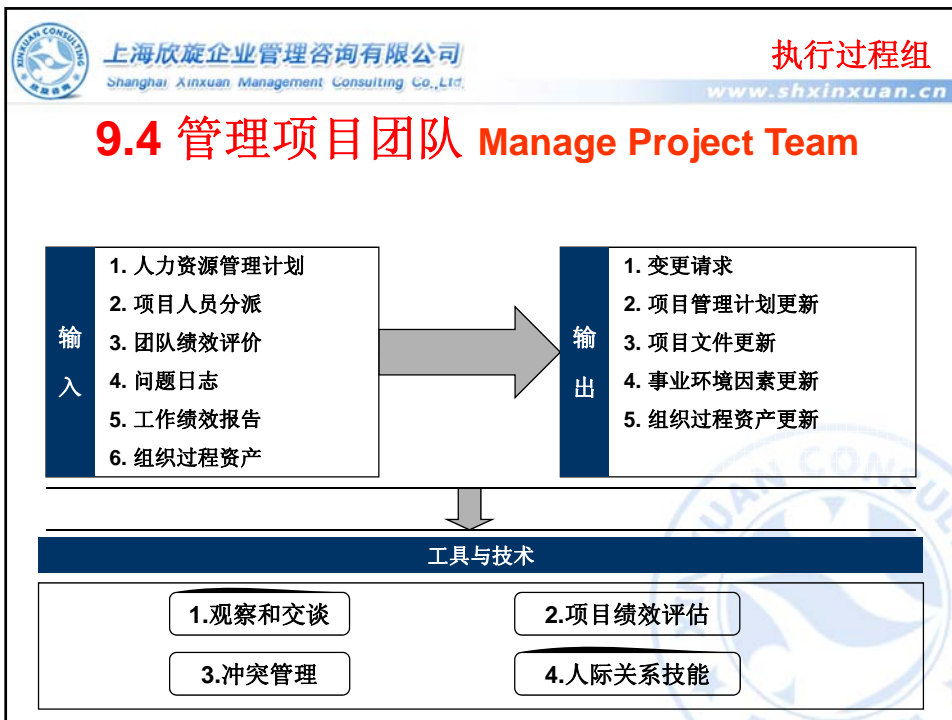 XINXUAN CONSULTING
欣旋咨询
上海欣旋企业管理咨询有限公司
Shanghai Xinxuan Management Consulting Co.,Ltd.
执行过程组
www.shxinxuan.cn
9.4 管理项目团队 Manage Project Team
输入
1. 人力资源管理计划
2. 项目人员分派
3. 团队绩效评价
4. 问题日志
5. 工作绩效报告
6. 组织过程资产
输出
1. 变更请求
2. 项目管理计划更新
3. 项目文件更新
4. 事业环境因素更新
5. 组织过程资产更新
工具与技术
1.观察和交谈
2.项目绩效评估
3.冲突管理
4.人际关系技能